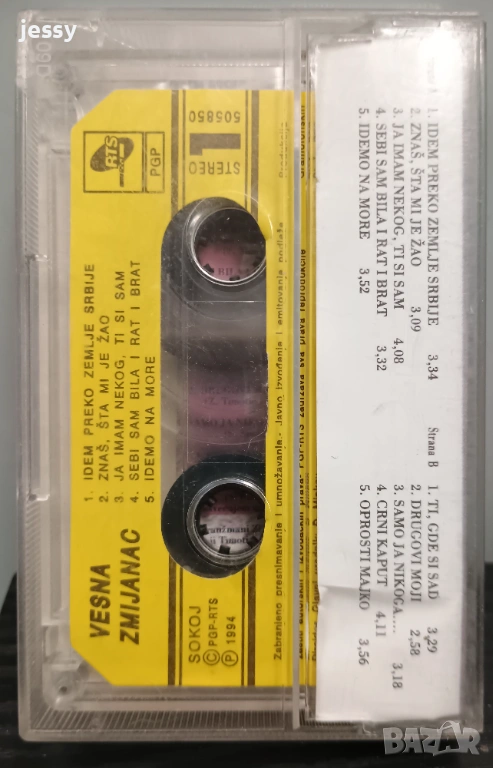 jessy
60
RTS
PGP
STEREO
1
505850
VESNA
ZMIJANAC
1. IDEM PREKO ZEMLJE SRBIJE
2. ZNAŠ, ŠTA MI JE ŽAO
3. JA IMAM NEKOG, TI SI SAM
4. SEBI SAM BILA I RAT I BRAT
5. IDEMO NA MORE
SOKOJ
Ⓒ PGP-RTS
Ⓟ 1994
Zabranjeno presnimavanje i umnožavanje. Javno izvođenje i emitovanje podleže
1. IDEM PREKO ZEMLJE SRBIJE 3,34
2. ZNAŠ, ŠTA MI JE ŽAO 3,09
3. JA IMAM NEKOG, TI SI SAM 4,08
4. SEBI SAM BILA I RAT I BRAT 3,32
5. IDEMO NA MORE 3,52
Strana B
1. TI, GDE SI SAD 3,29
2. DRUGOVI MOJI 2,58
3. SAMO JA NIKOGA.... 3,18
4. CRNI KAPUT 4,11
5. OPROSTI MAJKO 3,56
BAZAR